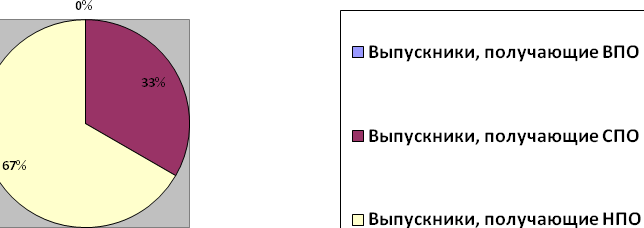 0%
33%
67%
Выпускники, получающие ВПО
Выпускники, получающие СПО
Выпускники, получающие НПО